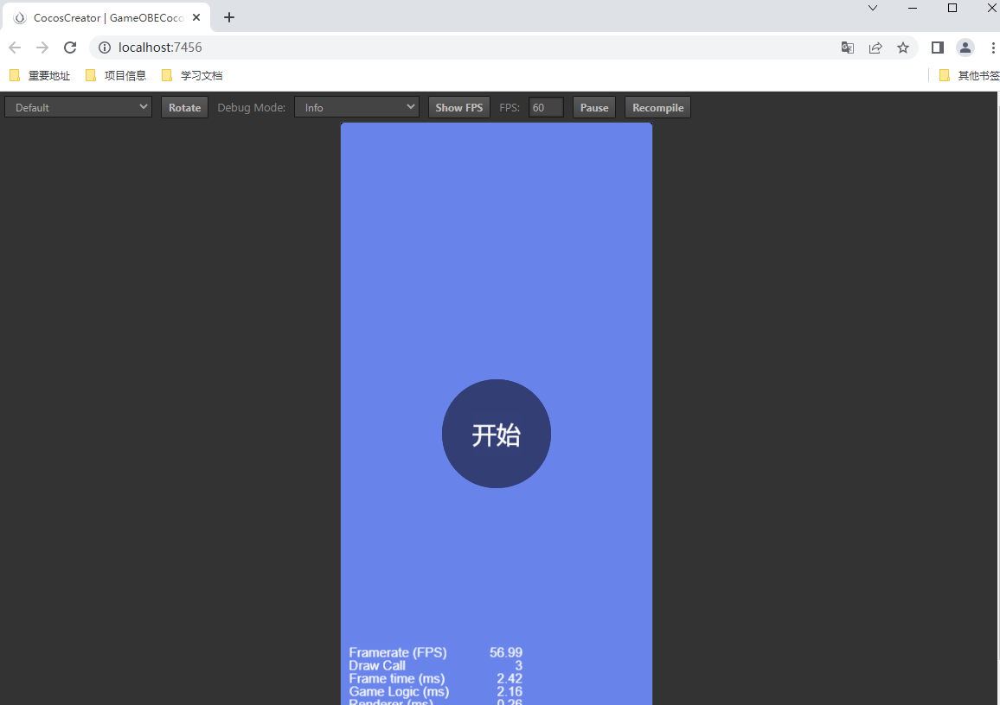 CocosCreator | GameOBECoco
localhost:7456
重要地址 项目信息 学习文档 其他书签
Default Rotate Debug Mode: Info Show FPS FPS: 60 Pause Recompile
开始
Framerate (FPS) 56.99
Draw Call 3
Frame time (ms) 2.42
Game Logic (ms) 2.16
Renderer (ms) 0.26